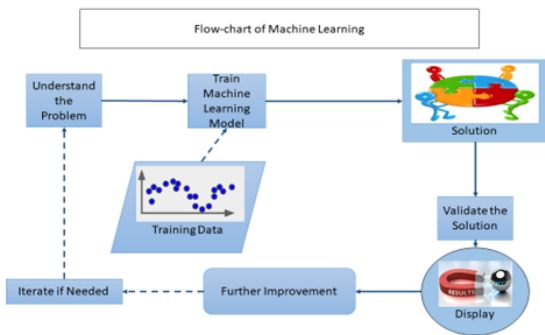 Flow-chart of Machine Learning
Understand
the
Problem
Train
Machine
Learning
Model
Solution
Training Data
Validate the
Solution
RESULTS
Display
Further Improvement
Iterate if Needed